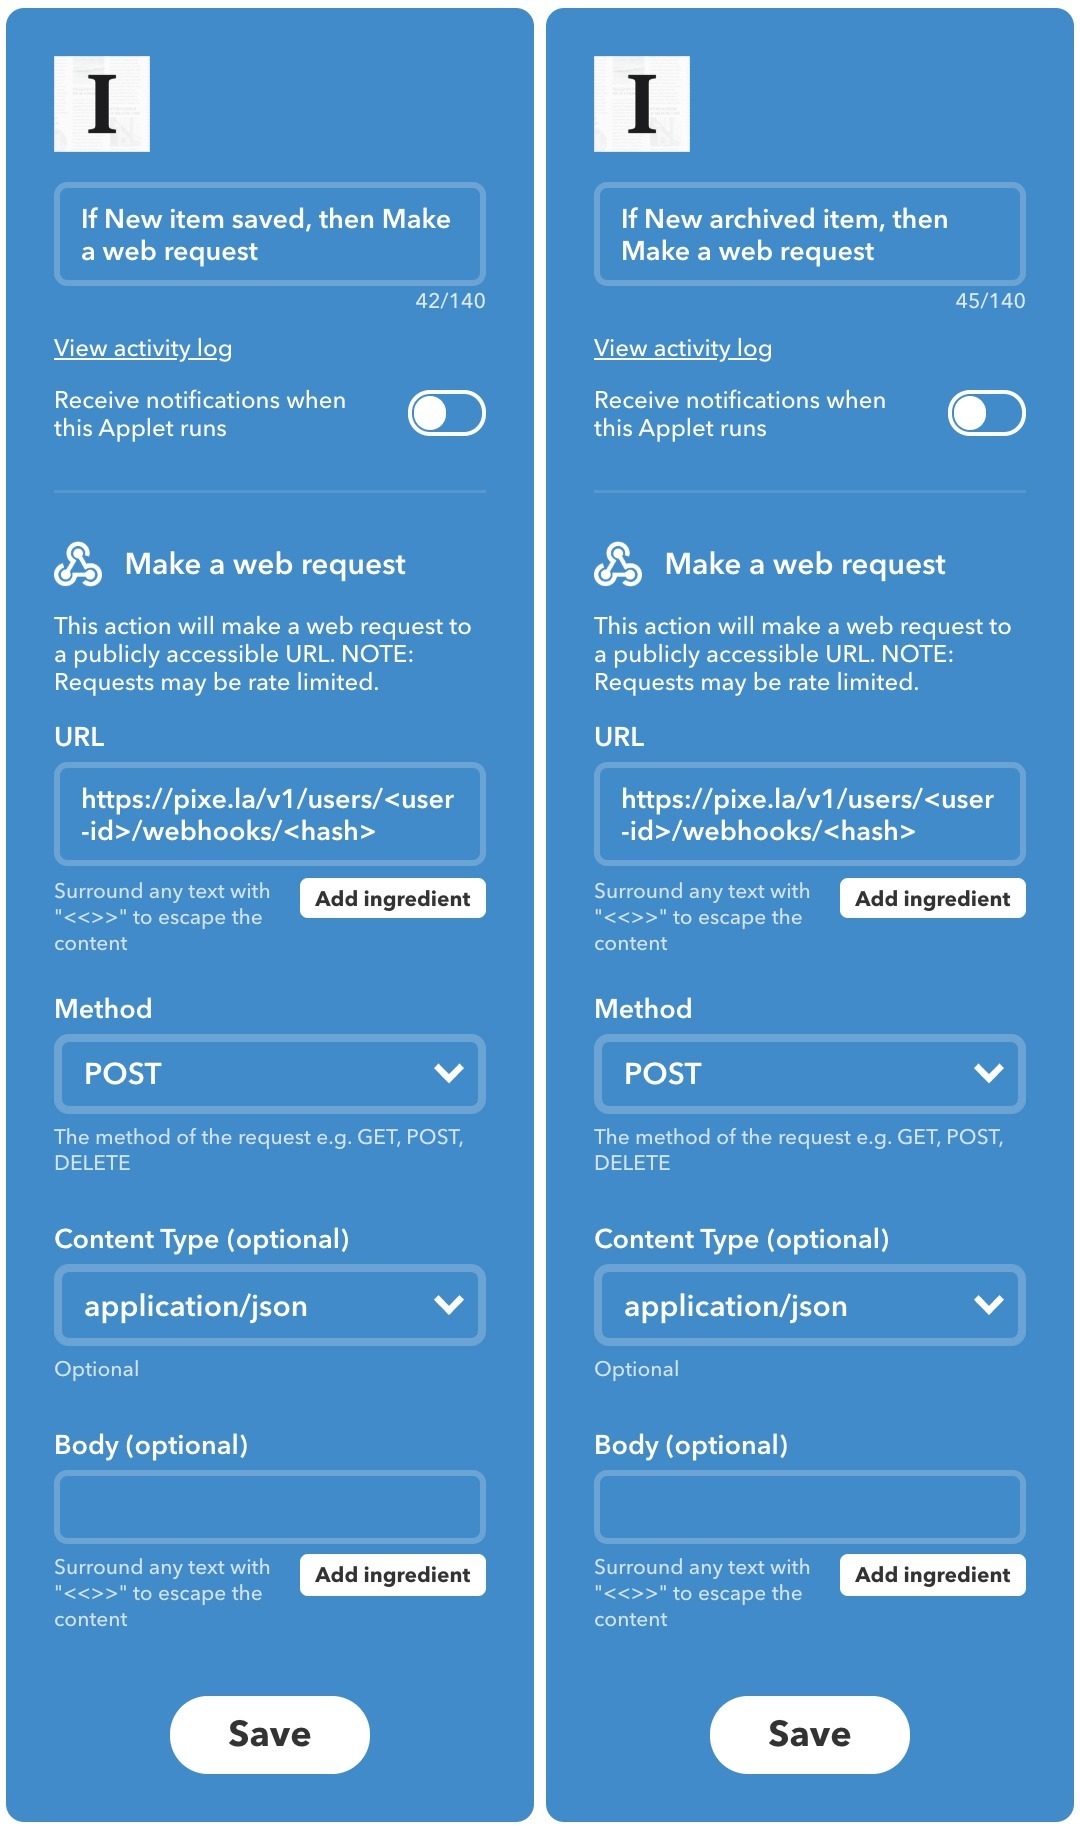 I
If New item saved, then Make
a web request
42/140
View activity log
Receive notifications when
this Applet runs
Make a web request
This action will make a web request to
a publicly accessible URL. NOTE:
Requests may be rate limited.
URL
https://pixe.la/v1/users/<user
-id>/webhooks/<hash>
Surround any text with
"<<>>" to escape the
content
Add ingredient
Method
POST
The method of the request e.g. GET, POST,
DELETE
Content Type (optional)
application/json
Optional
Body (optional)
Surround any text with
"<<>>" to escape the
content
Add ingredient
Save
I
If New archived item, then
Make a web request
45/140
View activity log
Receive notifications when
this Applet runs
Make a web request
This action will make a web request to
a publicly accessible URL. NOTE:
Requests may be rate limited.
URL
https://pixe.la/v1/users/<user
-id>/webhooks/<hash>
Surround any text with
"<<>>" to escape the
content
Add ingredient
Method
POST
The method of the request e.g. GET, POST,
DELETE
Content Type (optional)
application/json
Optional
Body (optional)
Surround any text with
"<<>>" to escape the
content
Add ingredient
Save